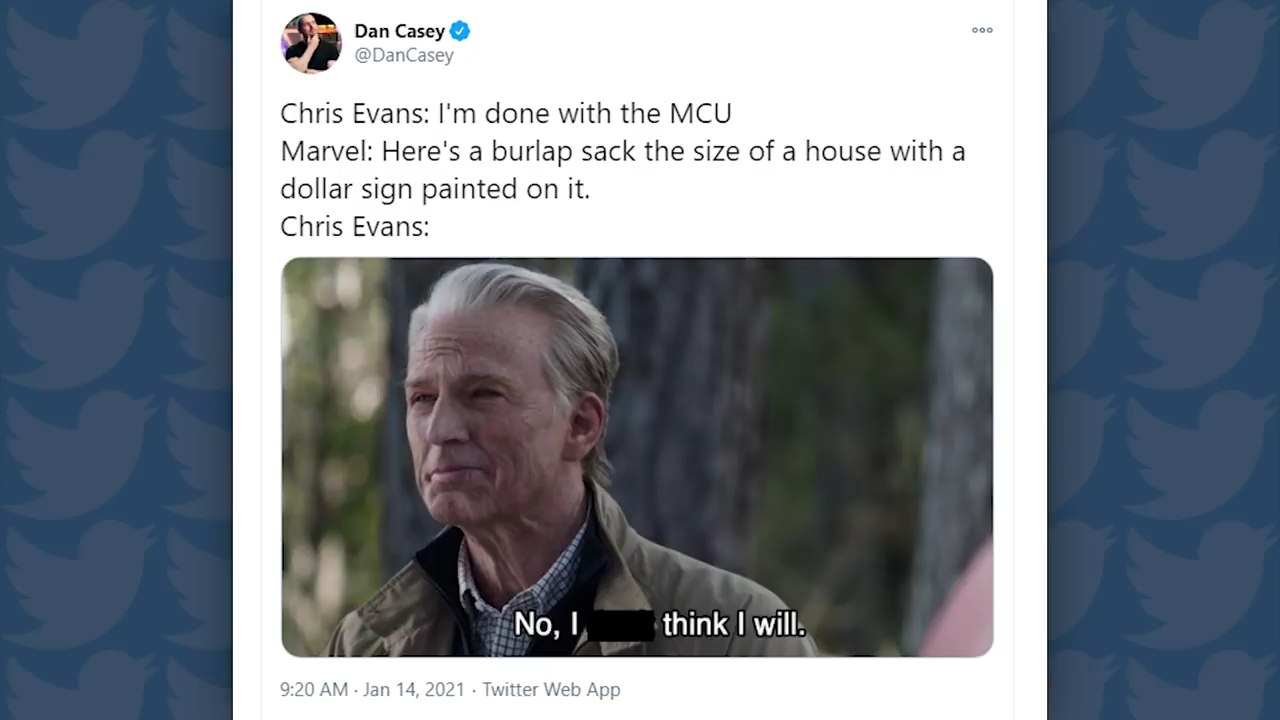 Dan Casey
@DanCasey
Chris Evans: I'm done with the MCU
Marvel: Here's a burlap sack the size of a house with a
dollar sign painted on it.
Chris Evans:
No, I think I will.
9:20 AM · Jan 14, 2021 · Twitter Web App